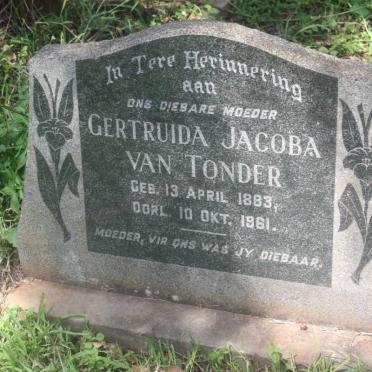 In Tere Herinnering
aan
ONS DIEBARE MOEDER
GERTRUIDA JACOBA
VAN TONDER
GEB. 13 APRIL 1883.
OORL. 10 OKT. 1961.
MOEDER, VIR ONS WAS JY DIEBAAR.